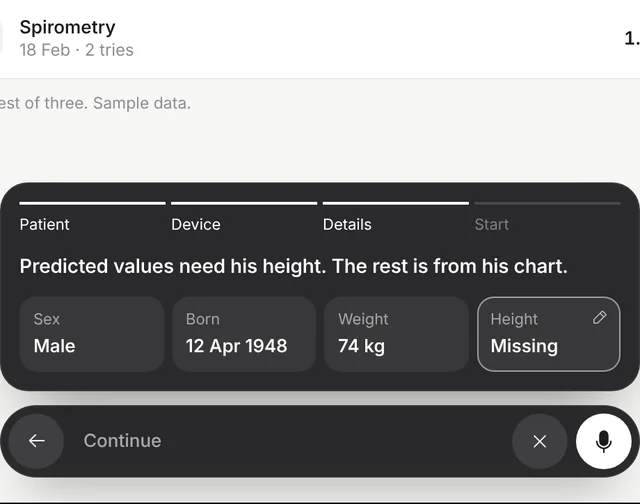 Spirometry
18 Feb · 2 tries
1.
est of three. Sample data.
Patient Device Details Start
Predicted values need his height. The rest is from his chart.
Sex Born Weight Height
Male 12 Apr 1948 74 kg Missing
Continue